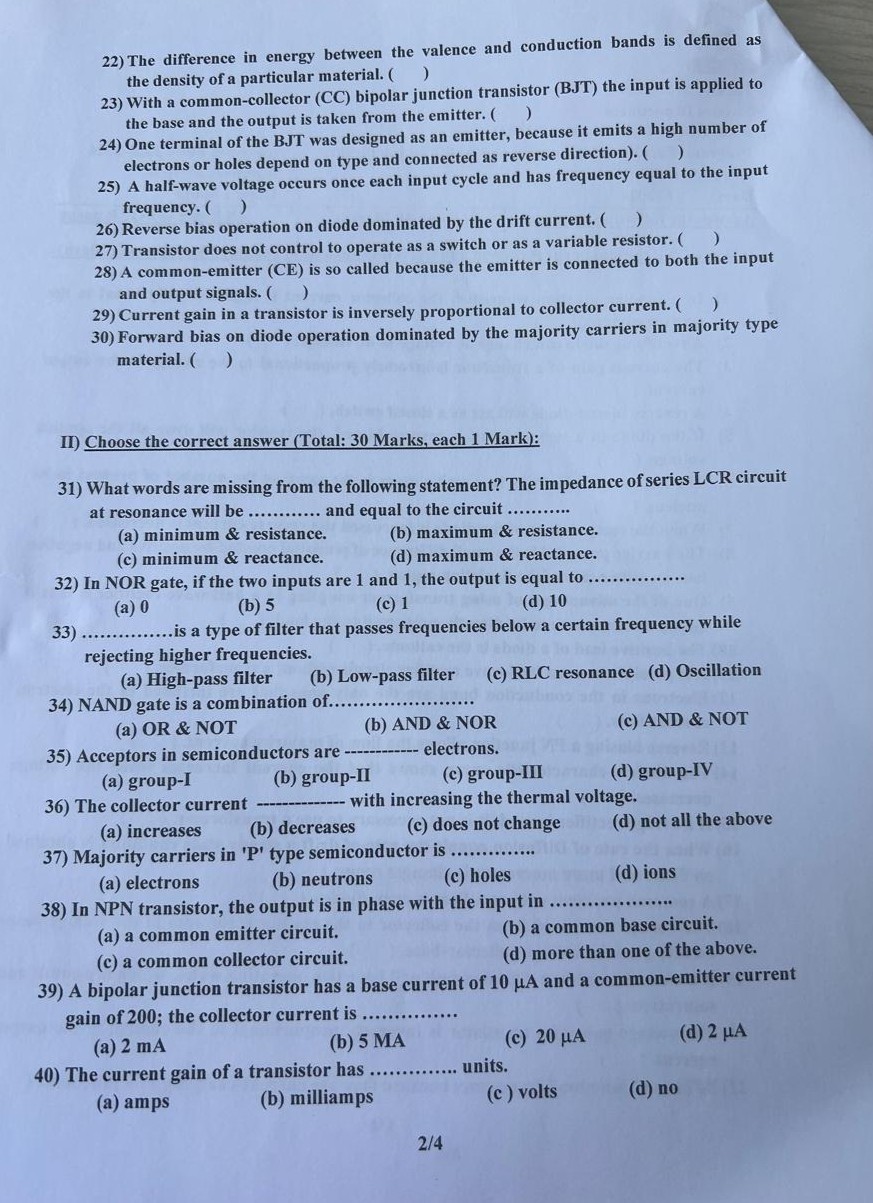 22) The difference in energy between the valence and conduction bands is defined as
the density of a particular material. ( )
23) With a common-collector (CC) bipolar junction transistor (BJT) the input is applied to
the base and the output is taken from the emitter. ( )
24) One terminal of the BJT was designed as an emitter, because it emits a high number of
electrons or holes depend on type and connected as reverse direction). ( )
25) A half-wave voltage occurs once each input cycle and has frequency equal to the input
frequency. ( )
26) Reverse bias operation on diode dominated by the drift current. ( )
27) Transistor does not control to operate as a switch or as a variable resistor. ( )
28) A common-emitter (CE) is so called because the emitter is connected to both the input
and output signals. ( )
29) Current gain in a transistor is inversely proportional to collector current. ( )
30) Forward bias on diode operation dominated by the majority carriers in majority type
material. ( )
II) Choose the correct answer (Total: 30 Marks, each 1 Mark):
31) What words are missing from the following statement? The impedance of series LCR circuit
at resonance will be ............ and equal to the circuit ...........
(a) minimum & resistance. (b) maximum & resistance.
(c) minimum & reactance. (d) maximum & reactance.
32) In NOR gate, if the two inputs are 1 and 1, the output is equal to ................
(a) 0 (b) 5 (c) 1 (d) 10
33) ...............is a type of filter that passes frequencies below a certain frequency while
rejecting higher frequencies.
(a) High-pass filter (b) Low-pass filter (c) RLC resonance (d) Oscillation
34) NAND gate is a combination of........................
(a) OR & NOT (b) AND & NOR (c) AND & NOT
35) Acceptors in semiconductors are ------------ electrons.
(a) group-I (b) group-II (c) group-III (d) group-IV
36) The collector current -------------- with increasing the thermal voltage.
(a) increases (b) decreases (c) does not change (d) not all the above
37) Majority carriers in 'P' type semiconductor is ..............
(a) electrons (b) neutrons (c) holes (d) ions
38) In NPN transistor, the output is in phase with the input in ....................
(a) a common emitter circuit. (b) a common base circuit.
(c) a common collector circuit. (d) more than one of the above.
39) A bipolar junction transistor has a base current of 10 µA and a common-emitter current
gain of 200; the collector current is ................
(a) 2 mA (b) 5 MA (c) 20 µA (d) 2 µA
40) The current gain of a transistor has .............. units.
(a) amps (b) milliamps (c ) volts (d) no
2/4